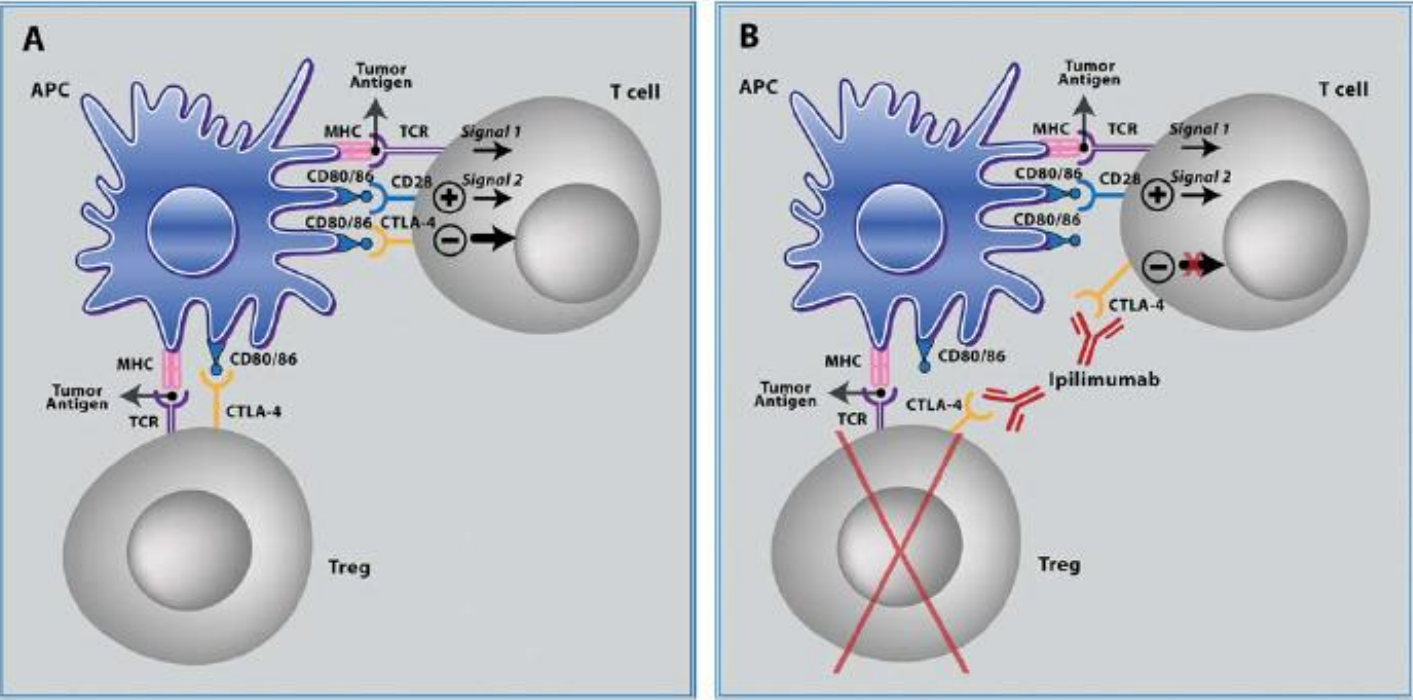 A
APC
Tumor
Antigen
T cell
MHC
TCR
Signal 1
CD80/86
CD28
Signal 2
CD80/86
CTLA-4
MHC
CD80/86
Tumor
Antigen
TCR
CTLA-4
Treg
B
APC
Tumor
Antigen
T cell
MHC
TCR
Signal 1
CD80/86
CD28
Signal 2
CD80/86
CTLA-4
MHC
CD80/86
Ipilimumab
Tumor
Antigen
TCR
CTLA-4
Treg